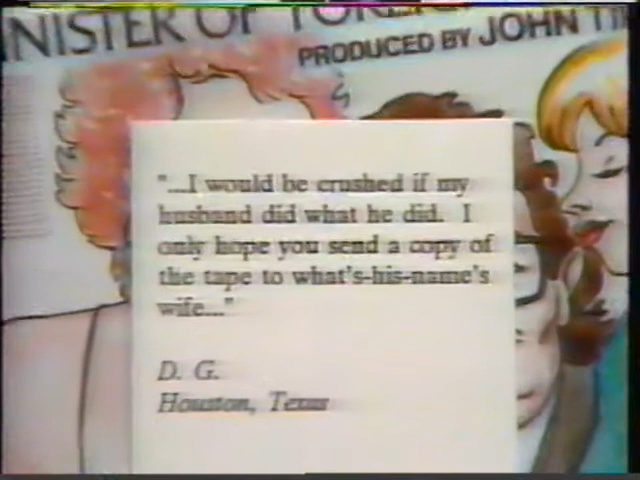 NISTER OF
PRODUCED BY JOHN
"...I would be crushed if my
husband did what he did. I
only hope you send a copy of
the tape to what's-his-name's
wife..."
D. G.
Houston, Texas